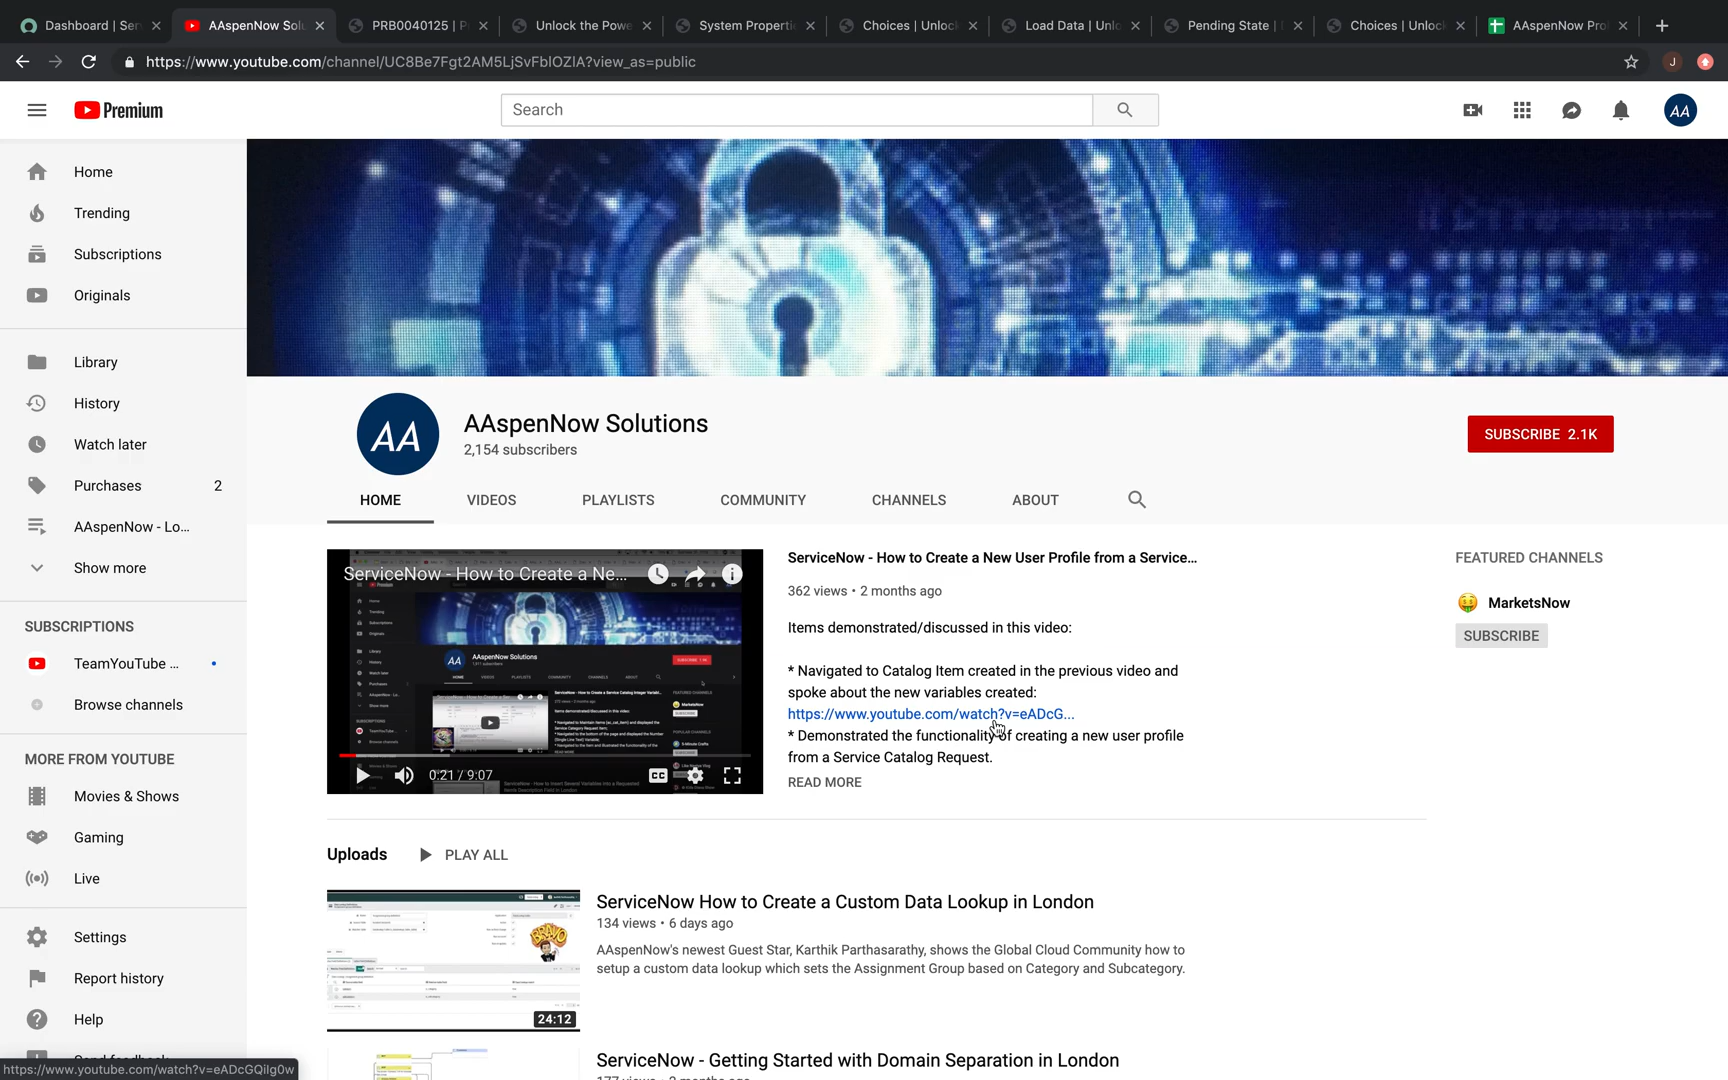 Dashboard | Ser
AAspenNow Solu
PRB0040125 | P
Unlock the Powe
System Properti
Choices | Unlock
Load Data | Unlo
Pending State |
Choices | Unlock
AAspenNow Pro
https://www.youtube.com/channel/UC8Be7Fgt2AM5LjSvFblOZlA?view_as=public
J
Premium
Search
AA
Home
Trending
Subscriptions
Originals
Library
History
Watch later
Purchases 2
AAspenNow - Lo...
Show more
SUBSCRIPTIONS
TeamYouTube ...
Browse channels
MORE FROM YOUTUBE
Movies & Shows
Gaming
Live
Settings
Report history
Help
https://www.youtube.com/watch?v=eADcGQilg0w
AA
AAspenNow Solutions
2,154 subscribers
SUBSCRIBE 2.1K
HOME VIDEOS PLAYLISTS COMMUNITY CHANNELS ABOUT
ServiceNow - How to Create a Ne...
AAspenNow Solutions
0:21 / 9:07
CC
ServiceNow - How to Create a New User Profile from a Service...
362 views • 2 months ago
Items demonstrated/discussed in this video:
* Navigated to Catalog Item created in the previous video and
spoke about the new variables created:
https://www.youtube.com/watch?v=eADcG...
* Demonstrated the functionality of creating a new user profile
from a Service Catalog Request.
READ MORE
FEATURED CHANNELS
MarketsNow
SUBSCRIBE
Uploads PLAY ALL
BRAVO
24:12
ServiceNow How to Create a Custom Data Lookup in London
134 views • 6 days ago
AAspenNow's newest Guest Star, Karthik Parthasarathy, shows the Global Cloud Community how to
setup a custom data lookup which sets the Assignment Group based on Category and Subcategory.
ServiceNow - Getting Started with Domain Separation in London